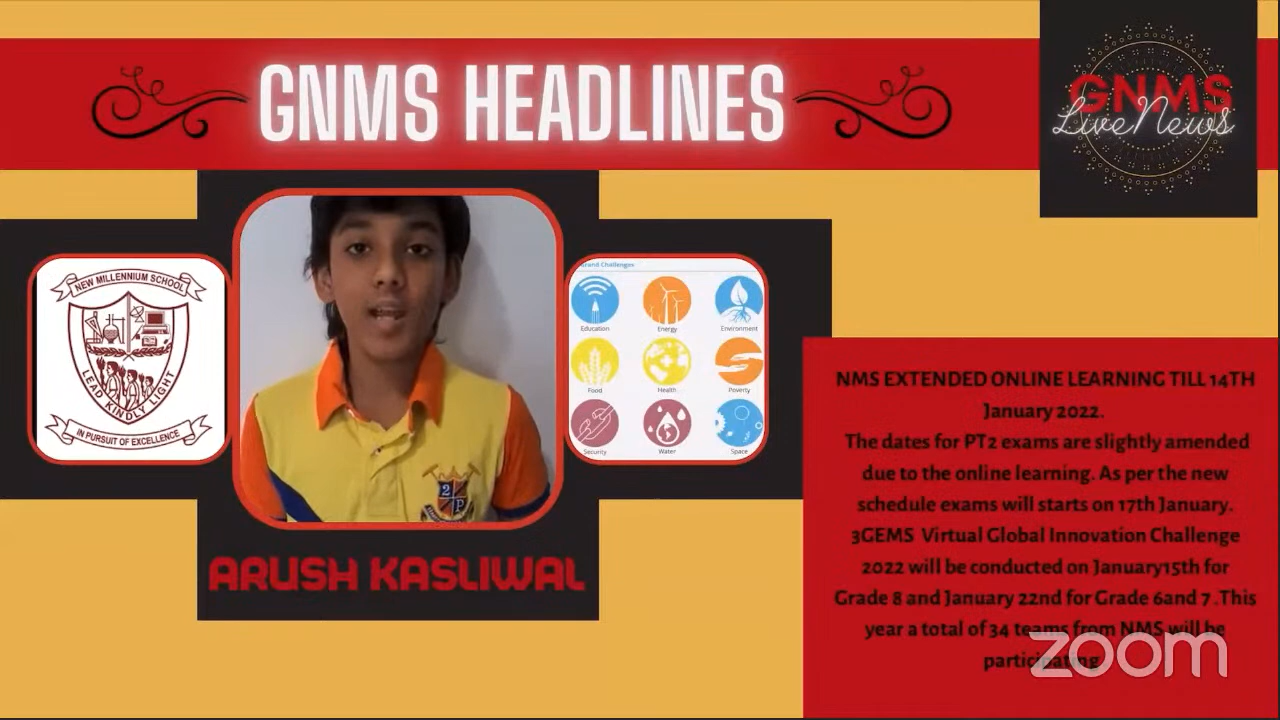 GNMS HEADLINES
GNMS
Live News
NEW MILLENNIUM SCHOOL
LEAD KINDLY LIGHT
IN PURSUIT OF EXCELLENCE
2 P
rand Challenges
Education Energy Environment
Food Health Poverty
Security Water Space
ARUSH KASLIWAL
NMS EXTENDED ONLINE LEARNING TILL 14TH
January 2022.
The dates for PT2 exams are slightly amended
due to the online learning. As per the new
schedule exams will starts on 17th January.
3GEMS Virtual Global Innovation Challenge
2022 will be conducted on January15th for
Grade 8 and January 22nd for Grade 6and 7 .This
year a total of 34 teams from NMS will be
participating
zoom